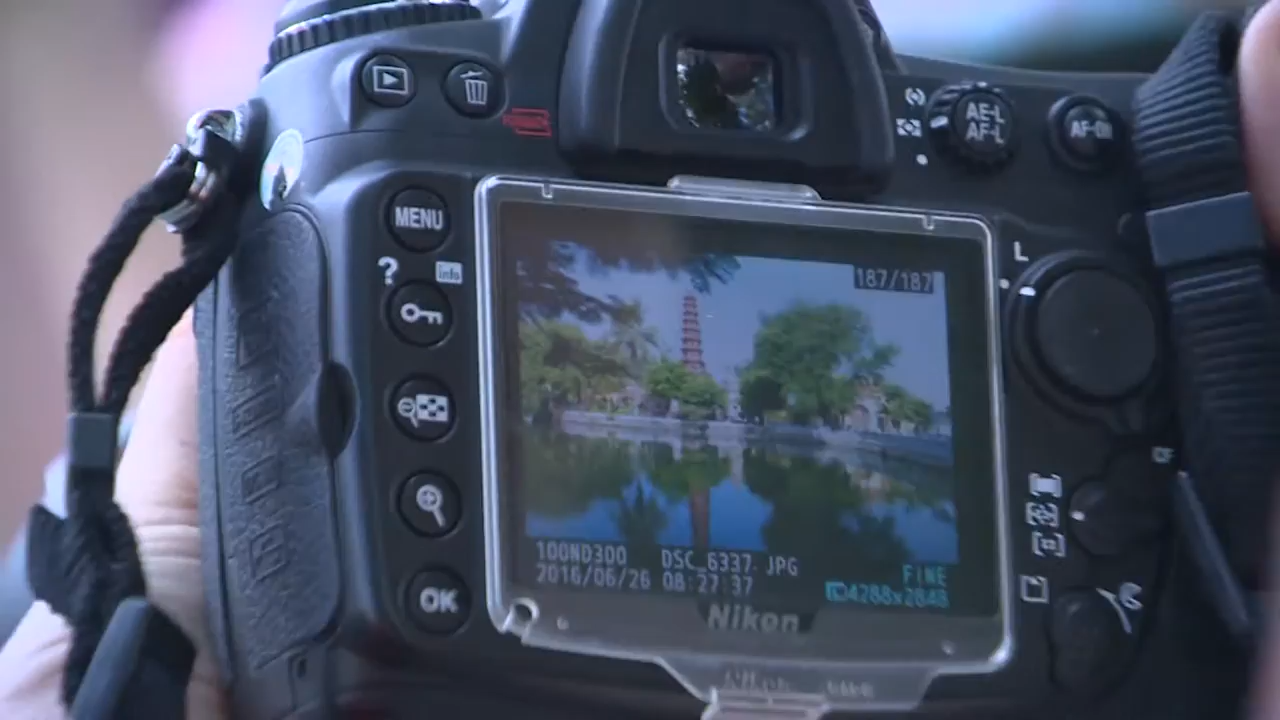 AE-L
AF-L
AF-ON
MENU
?
info
L
187/187
CF
100ND300 DSC_6337.JPG
2016/06/26 08:27:37
FINE
4288x2848
OK
Nikon